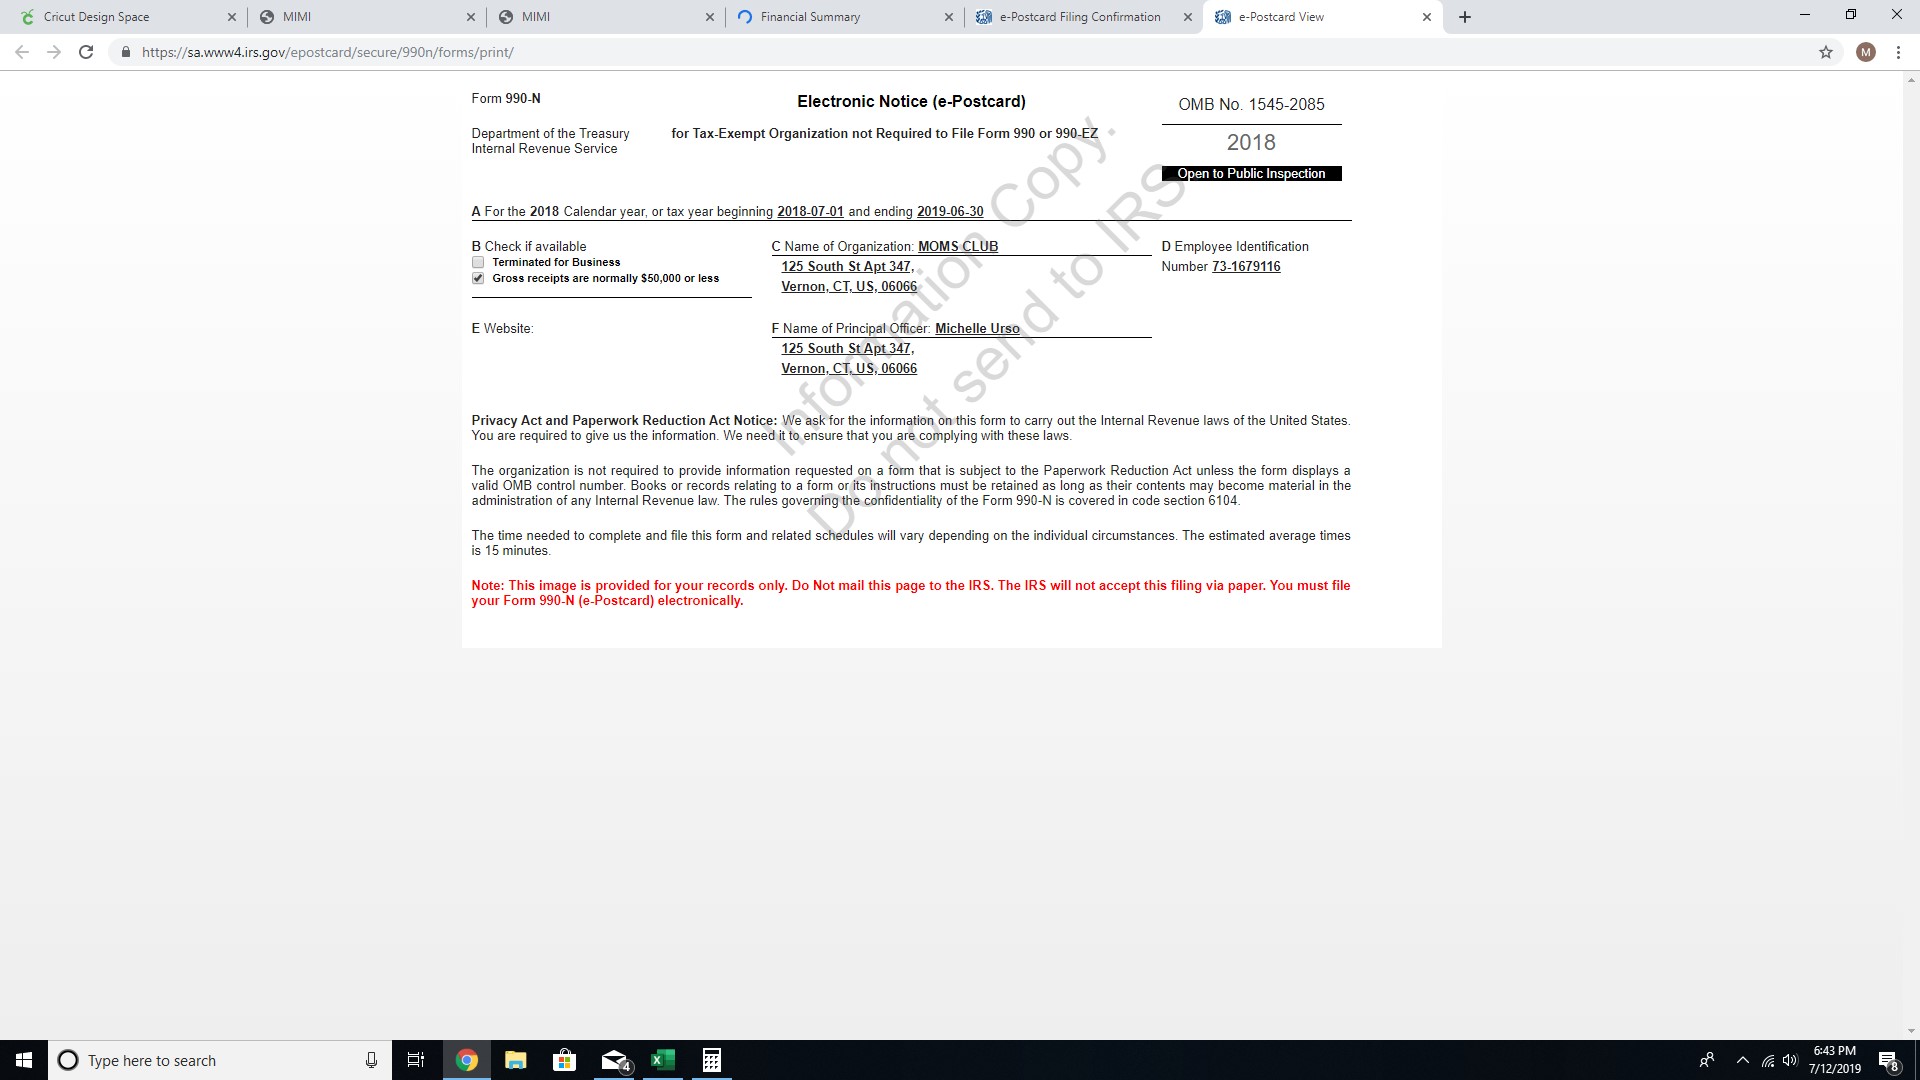 Cricut Design Space
MIMI
MIMI
Financial Summary
e-Postcard Filing Confirmation
e-Postcard View
https://sa.www4.irs.gov/epostcard/secure/990n/forms/print/
M
Form 990-N
Electronic Notice (e-Postcard)
OMB No. 1545-2085
Department of the Treasury
Internal Revenue Service
for Tax-Exempt Organization not Required to File Form 990 or 990-EZ
2018
Open to Public Inspection
A For the 2018 Calendar year, or tax year beginning 2018-07-01 and ending 2019-06-30
B Check if available
Terminated for Business
Gross receipts are normally $50,000 or less
C Name of Organization: MOMS CLUB
125 South St Apt 347,
Vernon, CT, US, 06066
D Employee Identification
Number 73-1679116
E Website:
F Name of Principal Officer: Michelle Urso
125 South St Apt 347,
Vernon, CT, US, 06066
Information Copy.
Do not send to IRS
Privacy Act and Paperwork Reduction Act Notice: We ask for the information on this form to carry out the Internal Revenue laws of the United States.
You are required to give us the information. We need it to ensure that you are complying with these laws.
The organization is not required to provide information requested on a form that is subject to the Paperwork Reduction Act unless the form displays a
valid OMB control number. Books or records relating to a form or its instructions must be retained as long as their contents may become material in the
administration of any Internal Revenue law. The rules governing the confidentiality of the Form 990-N is covered in code section 6104.
The time needed to complete and file this form and related schedules will vary depending on the individual circumstances. The estimated average times
is 15 minutes.
Note: This image is provided for your records only. Do Not mail this page to the IRS. The IRS will not accept this filing via paper. You must file
your Form 990-N (e-Postcard) electronically.
Type here to search
4
6:43 PM
7/12/2019
8